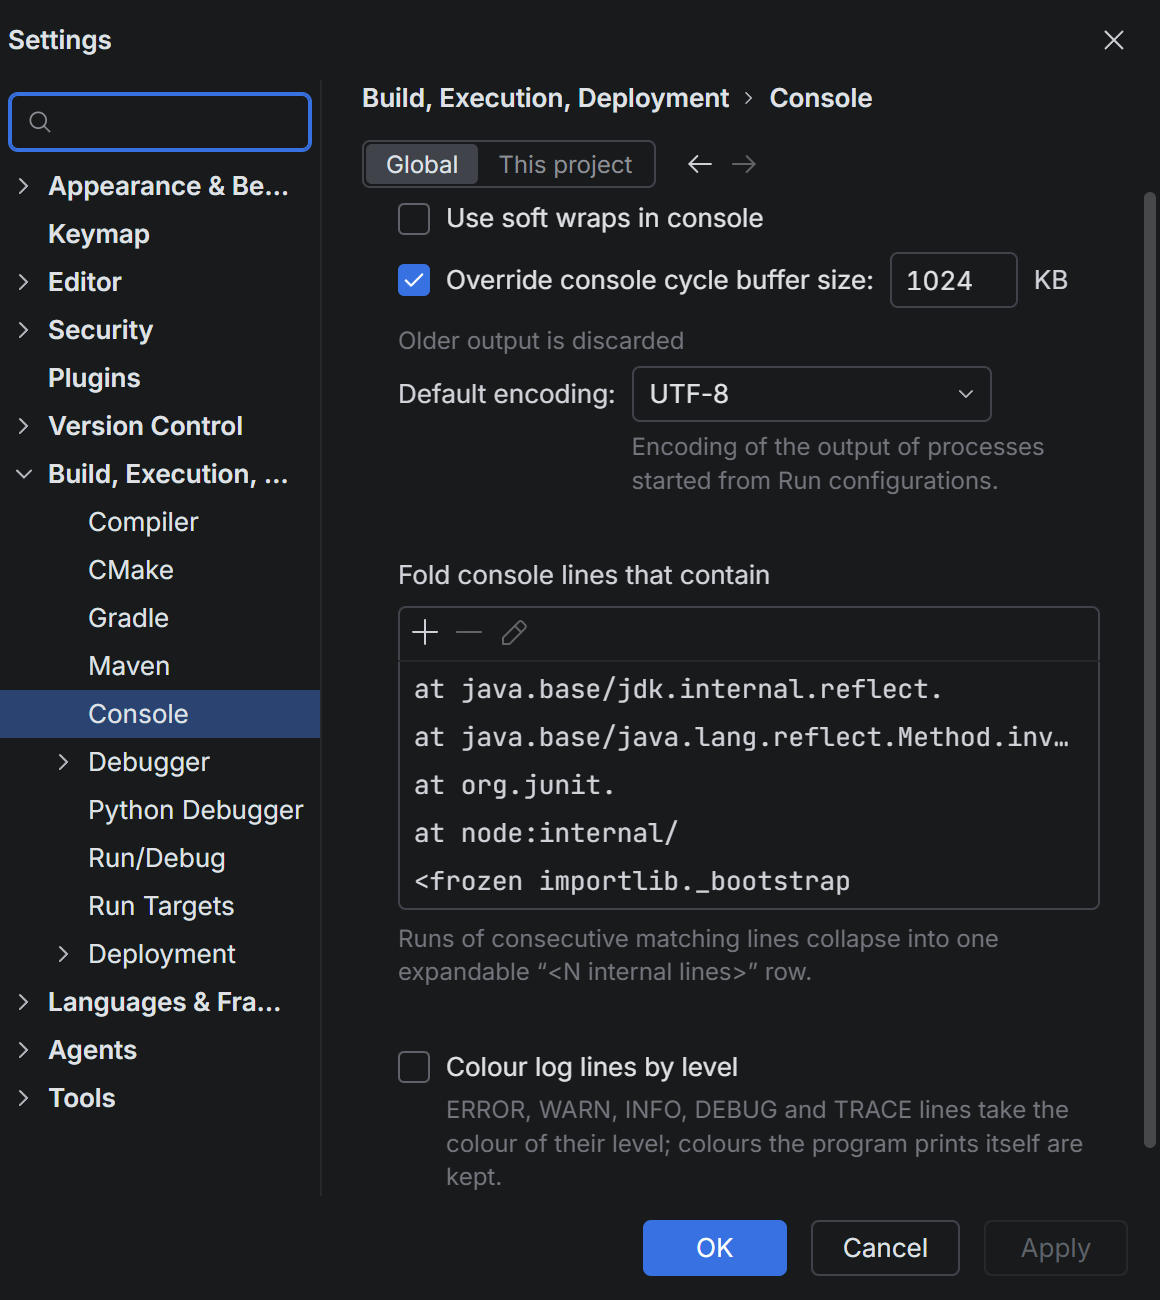 Settings
Appearance & Be...
Keymap
Editor
Security
Plugins
Version Control
Build, Execution, ...
Compiler
CMake
Gradle
Maven
Console
Debugger
Python Debugger
Run/Debug
Run Targets
Deployment
Languages & Fra...
Agents
Tools
Build, Execution, Deployment > Console
Global This project
Use soft wraps in console
Override console cycle buffer size: 1024 KB
Older output is discarded
Default encoding: UTF-8
Encoding of the output of processes
started from Run configurations.
Fold console lines that contain
at java.base/jdk.internal.reflect.
at java.base/java.lang.reflect.Method.inv...
at org.junit.
at node:internal/
<frozen importlib._bootstrap
Runs of consecutive matching lines collapse into one
expandable “<N internal lines>” row.
Colour log lines by level
ERROR, WARN, INFO, DEBUG and TRACE lines take the
colour of their level; colours the program prints itself are
kept.
OK Cancel Apply